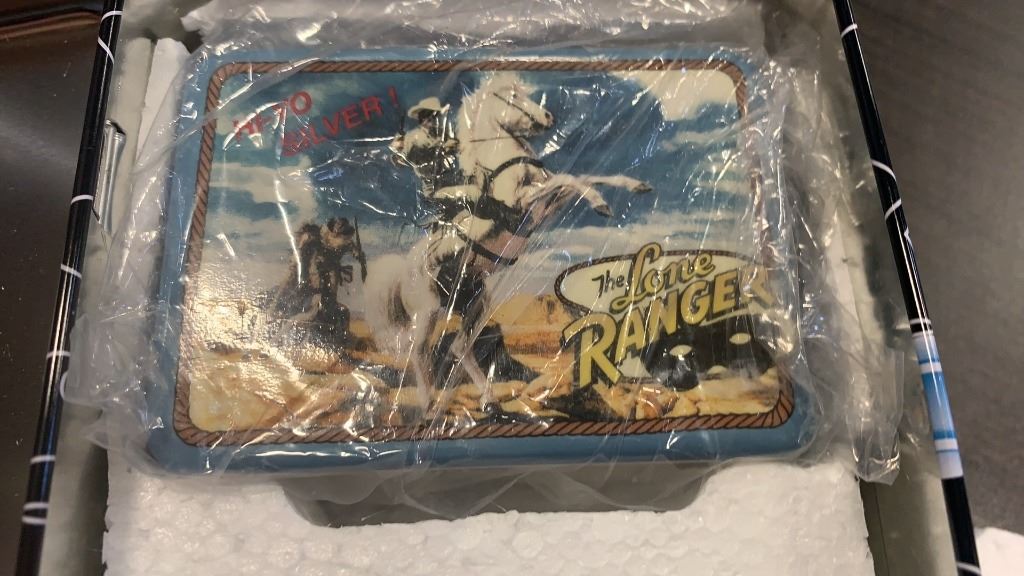 HI-YO
SILVER!
The Lone
RANGER